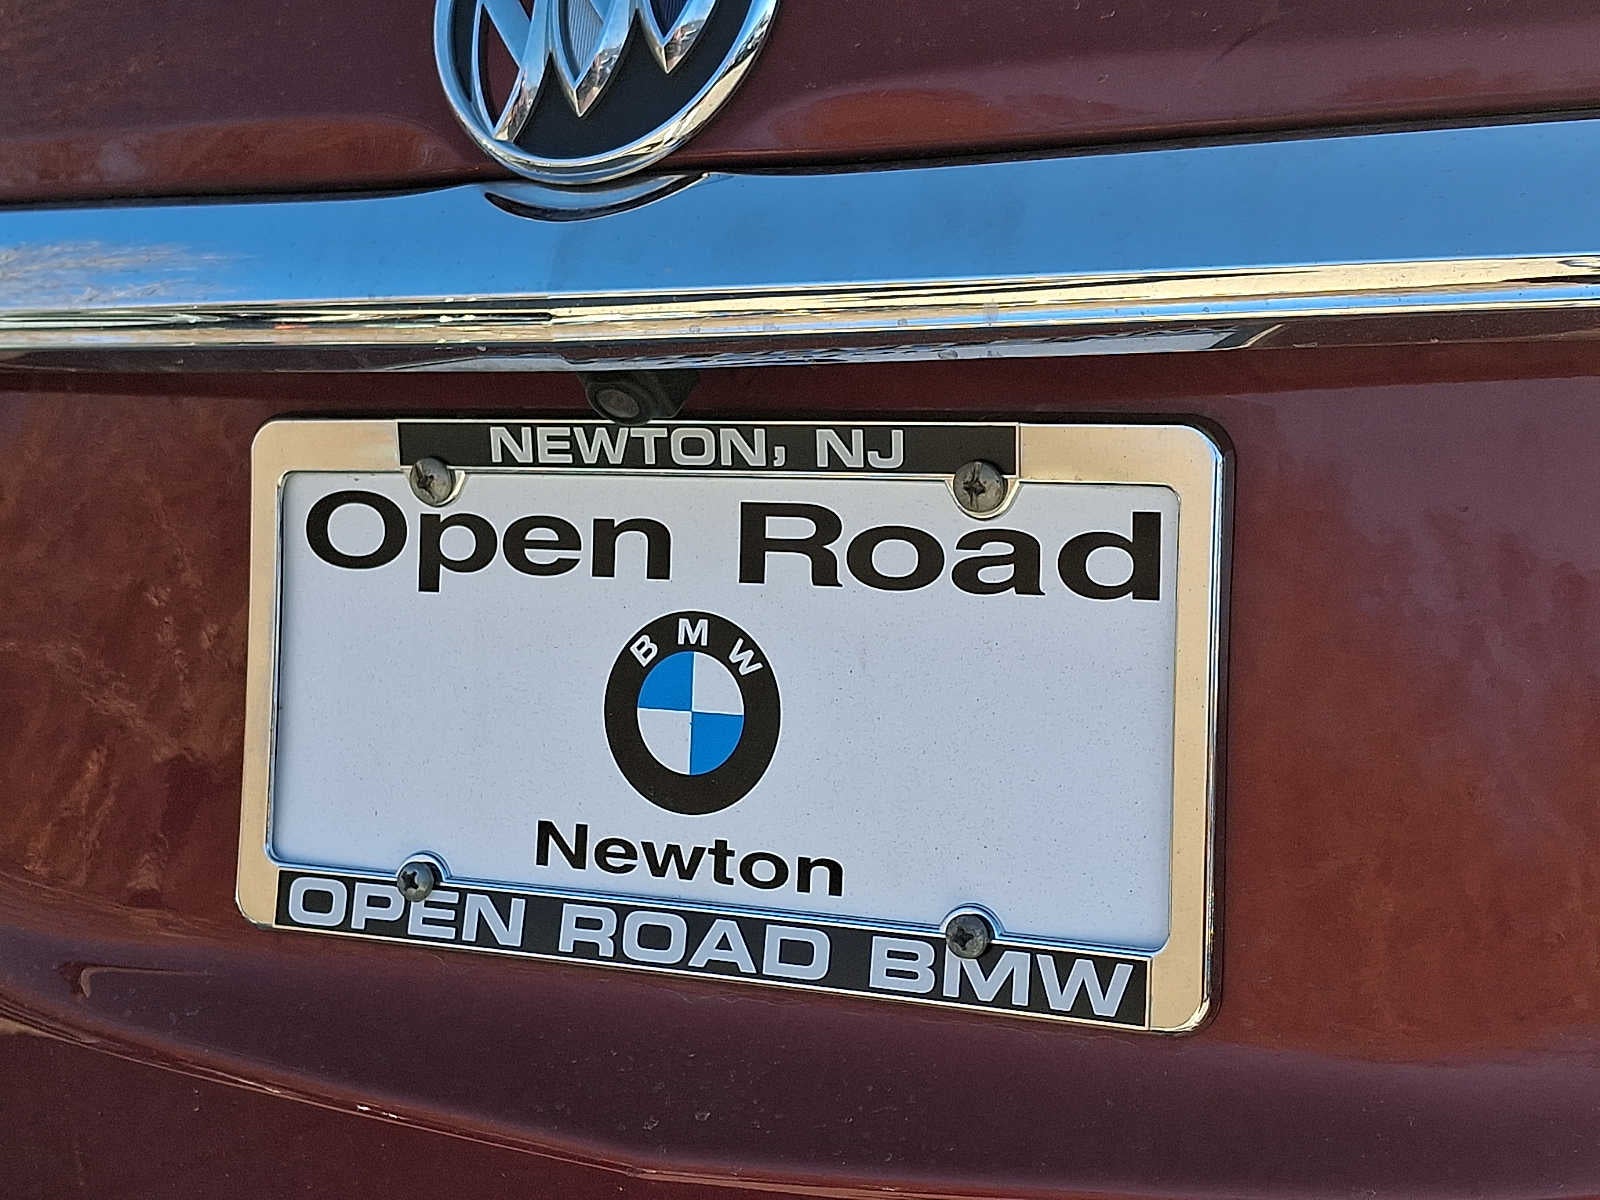 NEWTON, NJ
Open Road
BMW
Newton
OPEN ROAD BMW